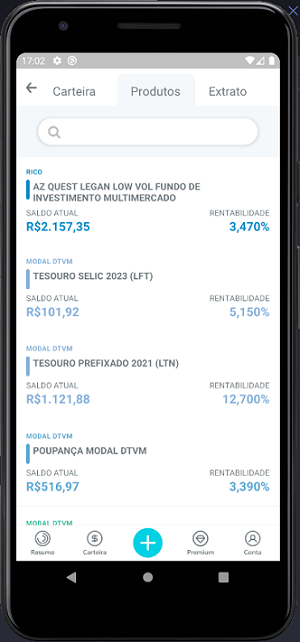 17:02
Carteira Produtos Extrato
RICO
AZ QUEST LEGAN LOW VOL FUNDO DE
INVESTIMENTO MULTIMERCADO
SALDO ATUAL RENTABILIDADE
R$2.157,35 3,470%
MODAL DTVM
TESOURO SELIC 2023 (LFT)
SALDO ATUAL RENTABILIDADE
R$101,92 5,150%
MODAL DTVM
TESOURO PREFIXADO 2021 (LTN)
SALDO ATUAL RENTABILIDADE
R$1.121,88 12,700%
MODAL DTVM
POUPANÇA MODAL DTVM
SALDO ATUAL RENTABILIDADE
R$516,97 3,390%
MODAL DTVM
Resumo Carteira Premium Conta